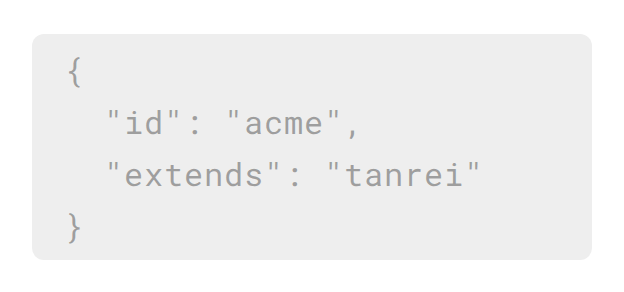 {
"id": "acme",
"extends": "tanrei"
}